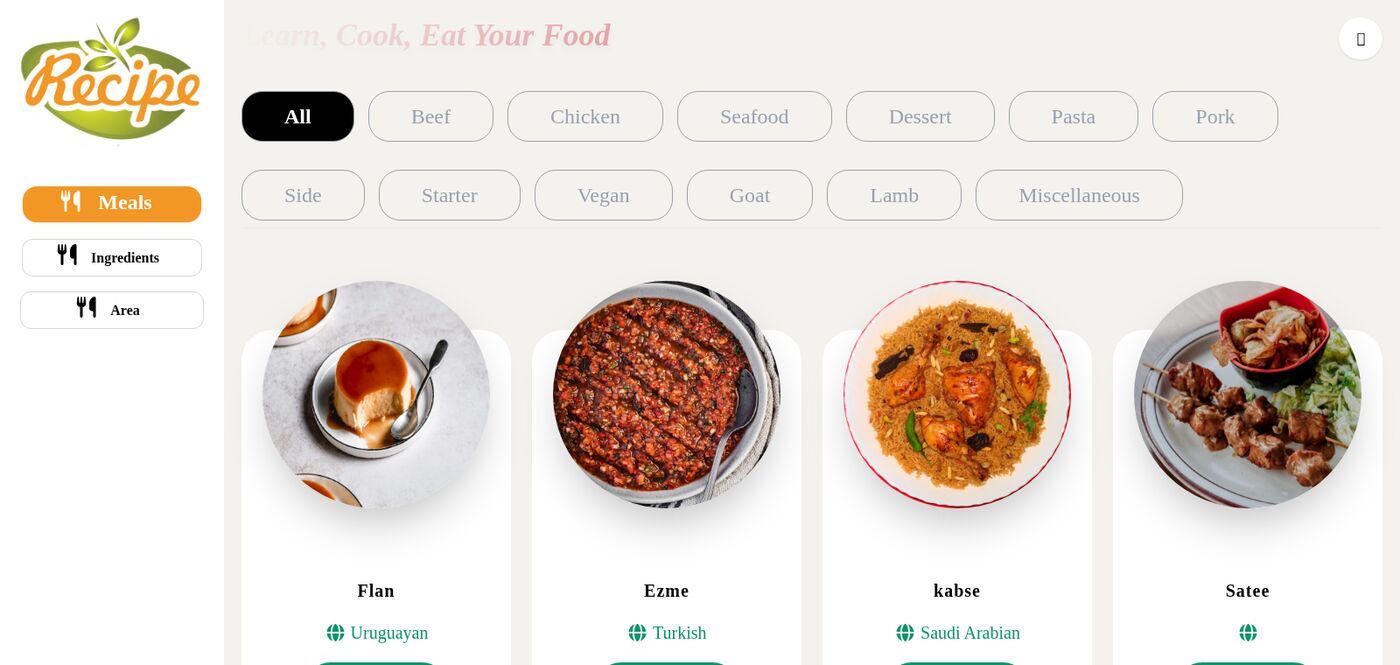 Recipe
Learn, Cook, Eat Your Food
All Beef Chicken Seafood Dessert Pasta Pork
Side Starter Vegan Goat Lamb Miscellaneous
Meals
Ingredients
Area
Flan Ezme kabse Satee
Uruguayan Turkish Saudi Arabian